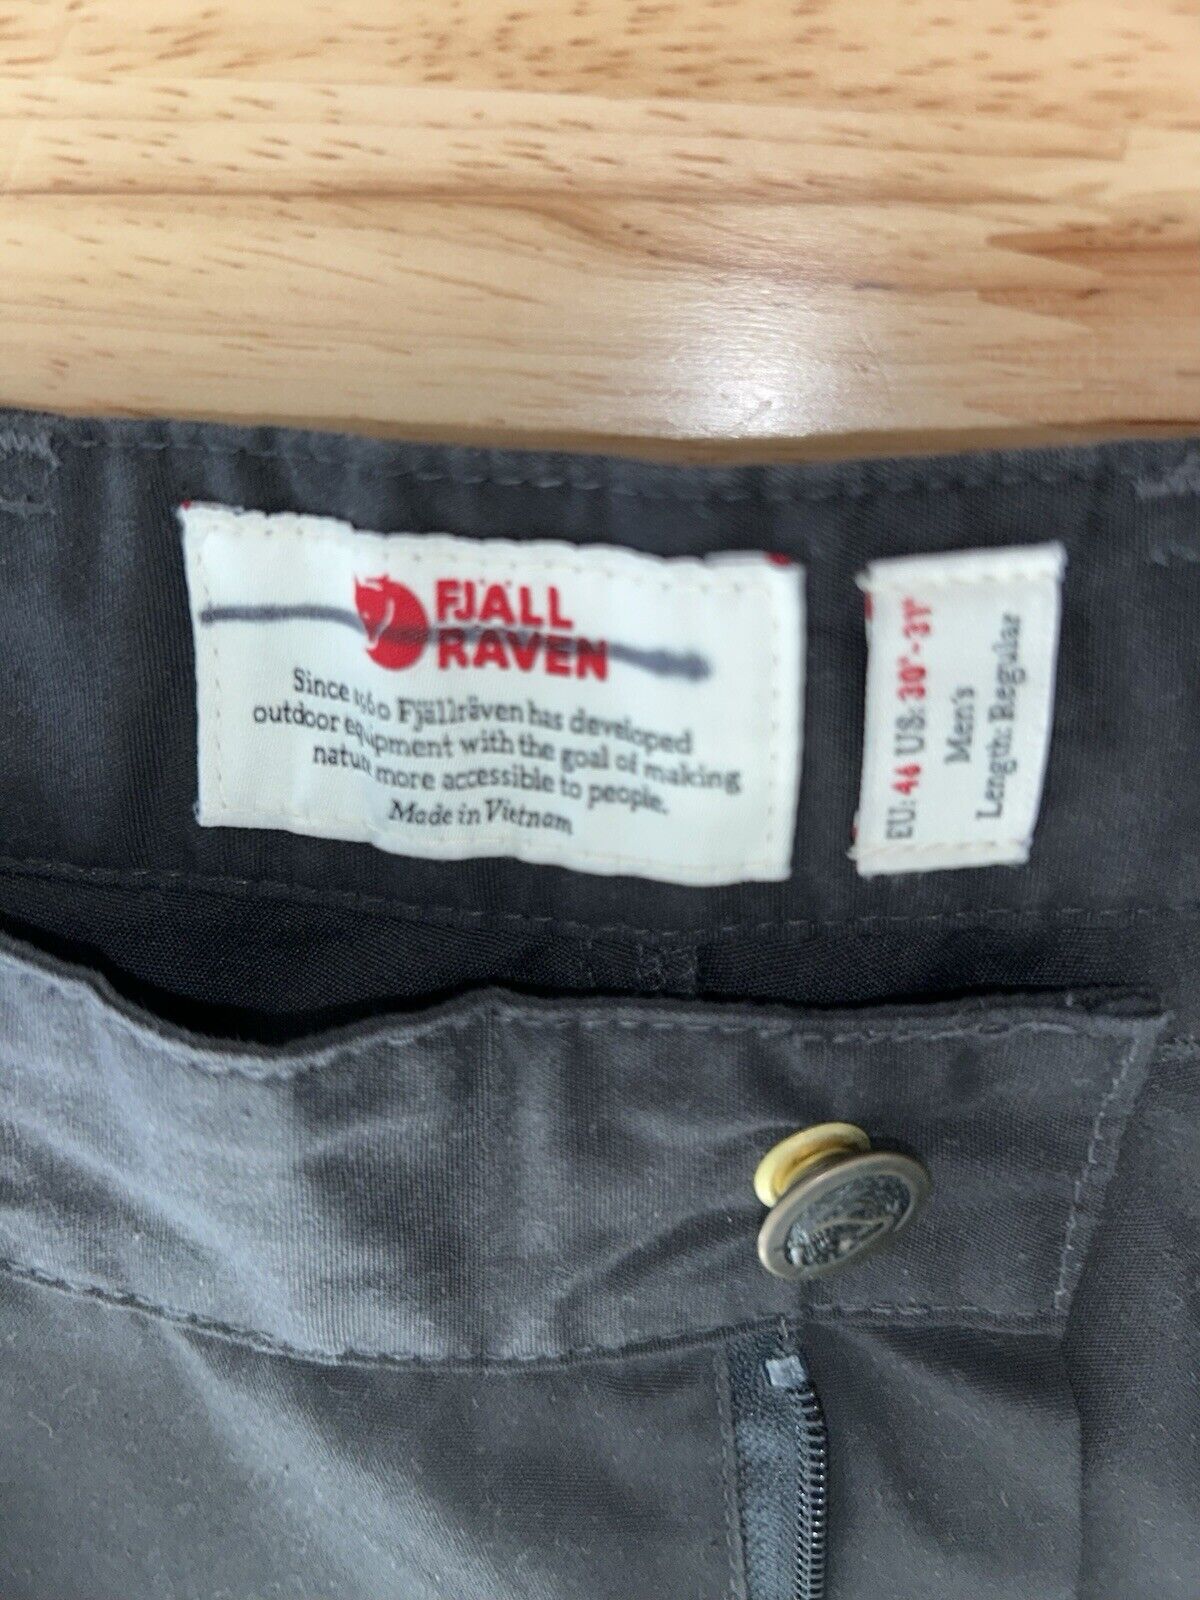 FJÄLL
RÄVEN
Since 1960 Fjällräven has developed
outdoor equipment with the goal of making
nature more accessible to people.
Made in Vietnam
EU: 46 US: 30"-31"
Men's
Length: Regular